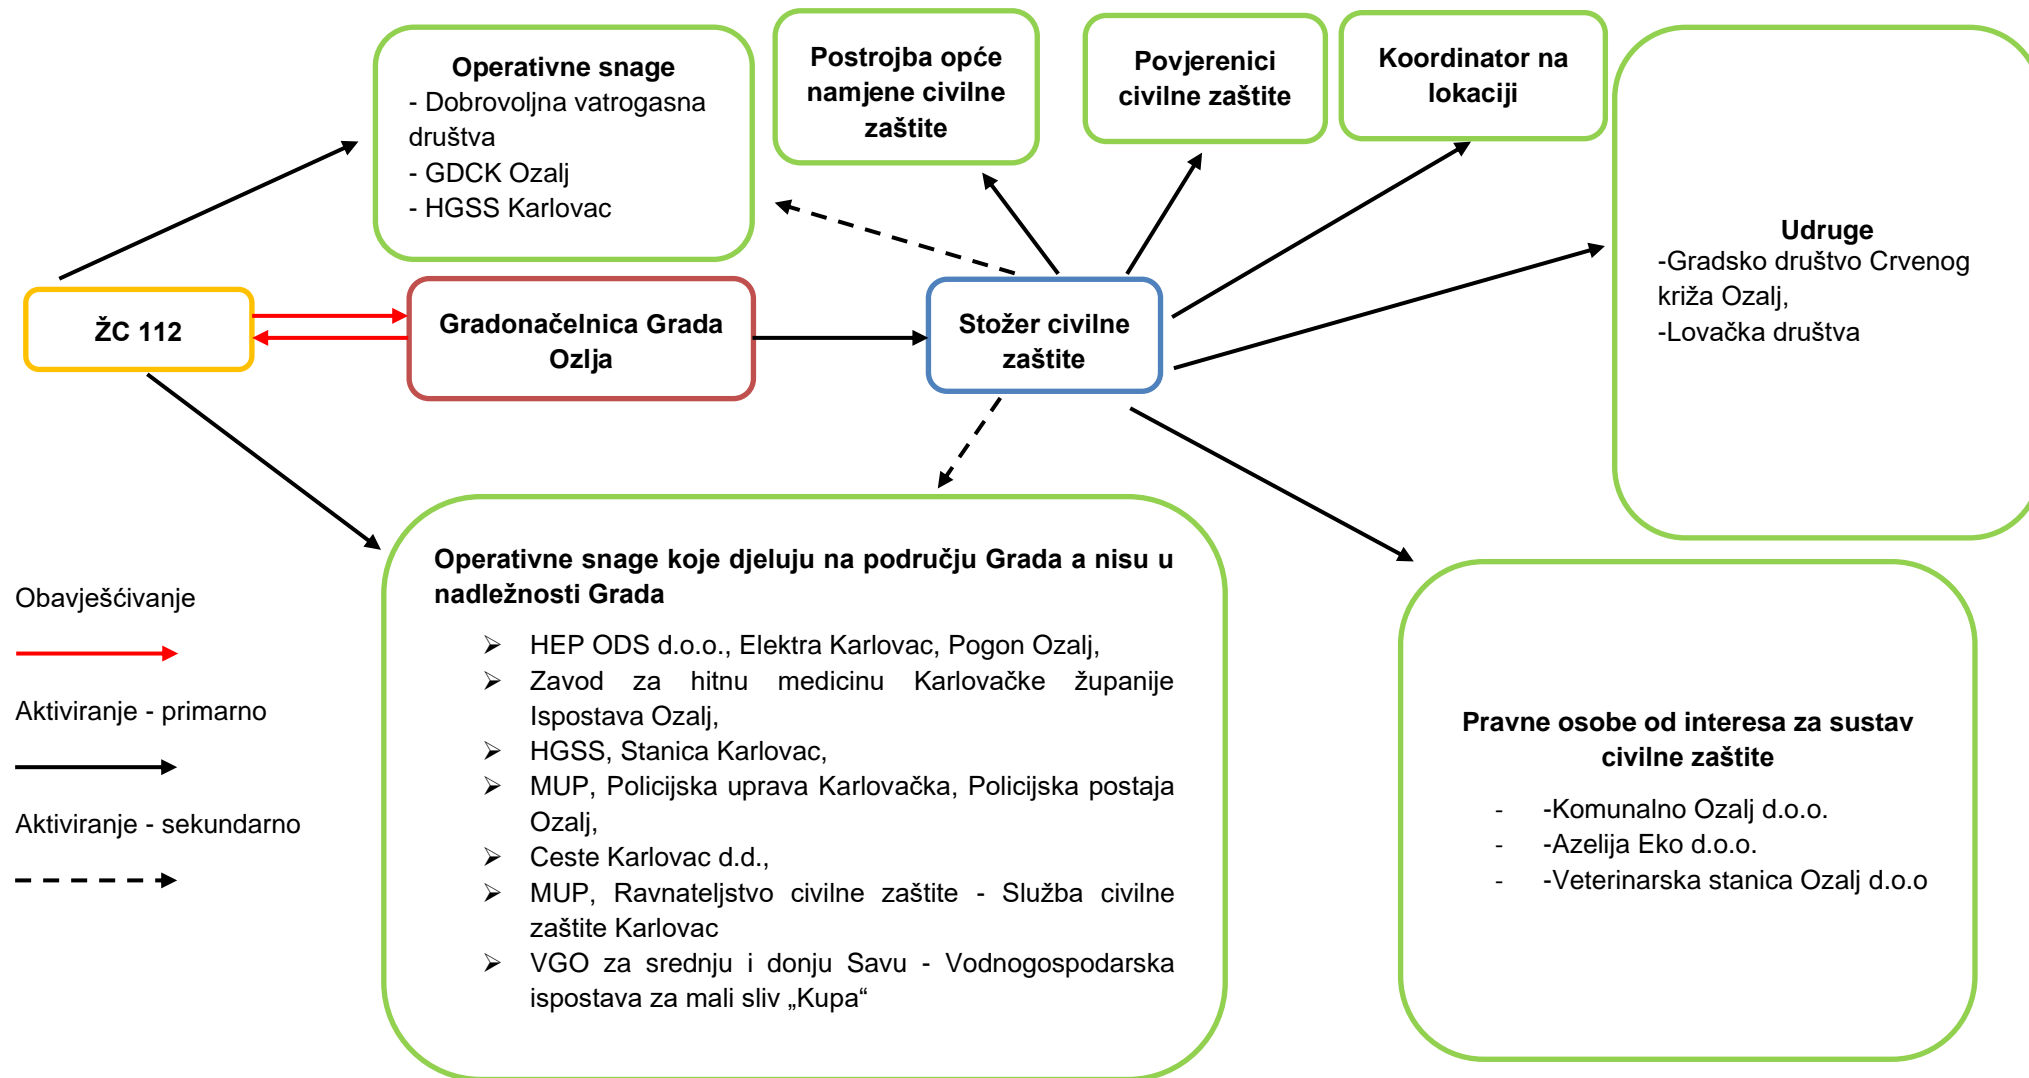 Operativne snage
- Dobrovoljna vatrogasna
društva
- GDCK Ozalj
- HGSS Karlovac
Postrojba opće
namjene civilne
zaštite
Povjerenici
civilne zaštite
Koordinator na
lokaciji
Udruge
-Gradsko društvo Crvenog
križa Ozalj,
-Lovačka društva
ŽC 112
Gradonačelnica Grada
Ozlja
Stožer civilne
zaštite
Obavješćivanje
Aktiviranje - primarno
Aktiviranje - sekundarno
Operativne snage koje djeluju na području Grada a nisu u
nadležnosti Grada
➢ HEP ODS d.o.o., Elektra Karlovac, Pogon Ozalj,
➢ Zavod za hitnu medicinu Karlovačke županije
Ispostava Ozalj,
➢ HGSS, Stanica Karlovac,
➢ MUP, Policijska uprava Karlovačka, Policijska postaja
Ozalj,
➢ Ceste Karlovac d.d.,
➢ MUP, Ravnateljstvo civilne zaštite - Služba civilne
zaštite Karlovac
➢ VGO za srednju i donju Savu - Vodnogospodarska
ispostava za mali sliv „Kupa“
Pravne osobe od interesa za sustav
civilne zaštite
- -Komunalno Ozalj d.o.o.
- -Azelija Eko d.o.o.
- -Veterinarska stanica Ozalj d.o.o